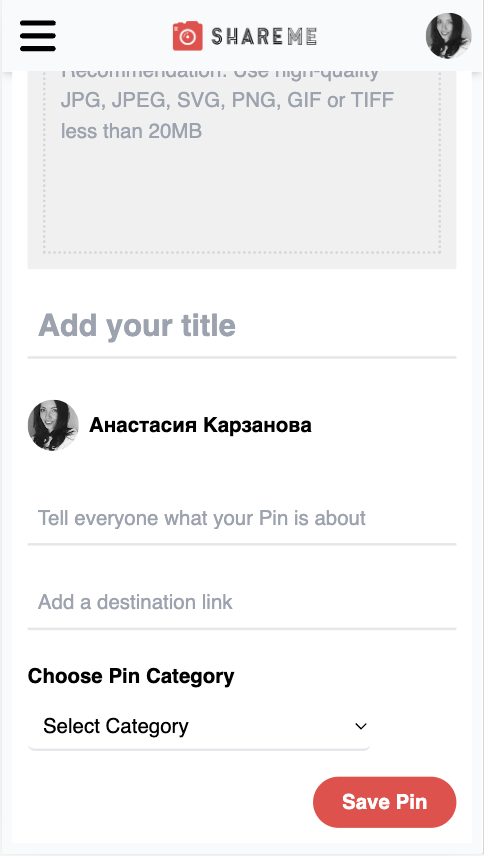 SHAREME
Recommendation: Use high-quality
JPG, JPEG, SVG, PNG, GIF or TIFF
less than 20MB
Add your title
Анастасия Карзанова
Tell everyone what your Pin is about
Add a destination link
Choose Pin Category
Select Category
Save Pin